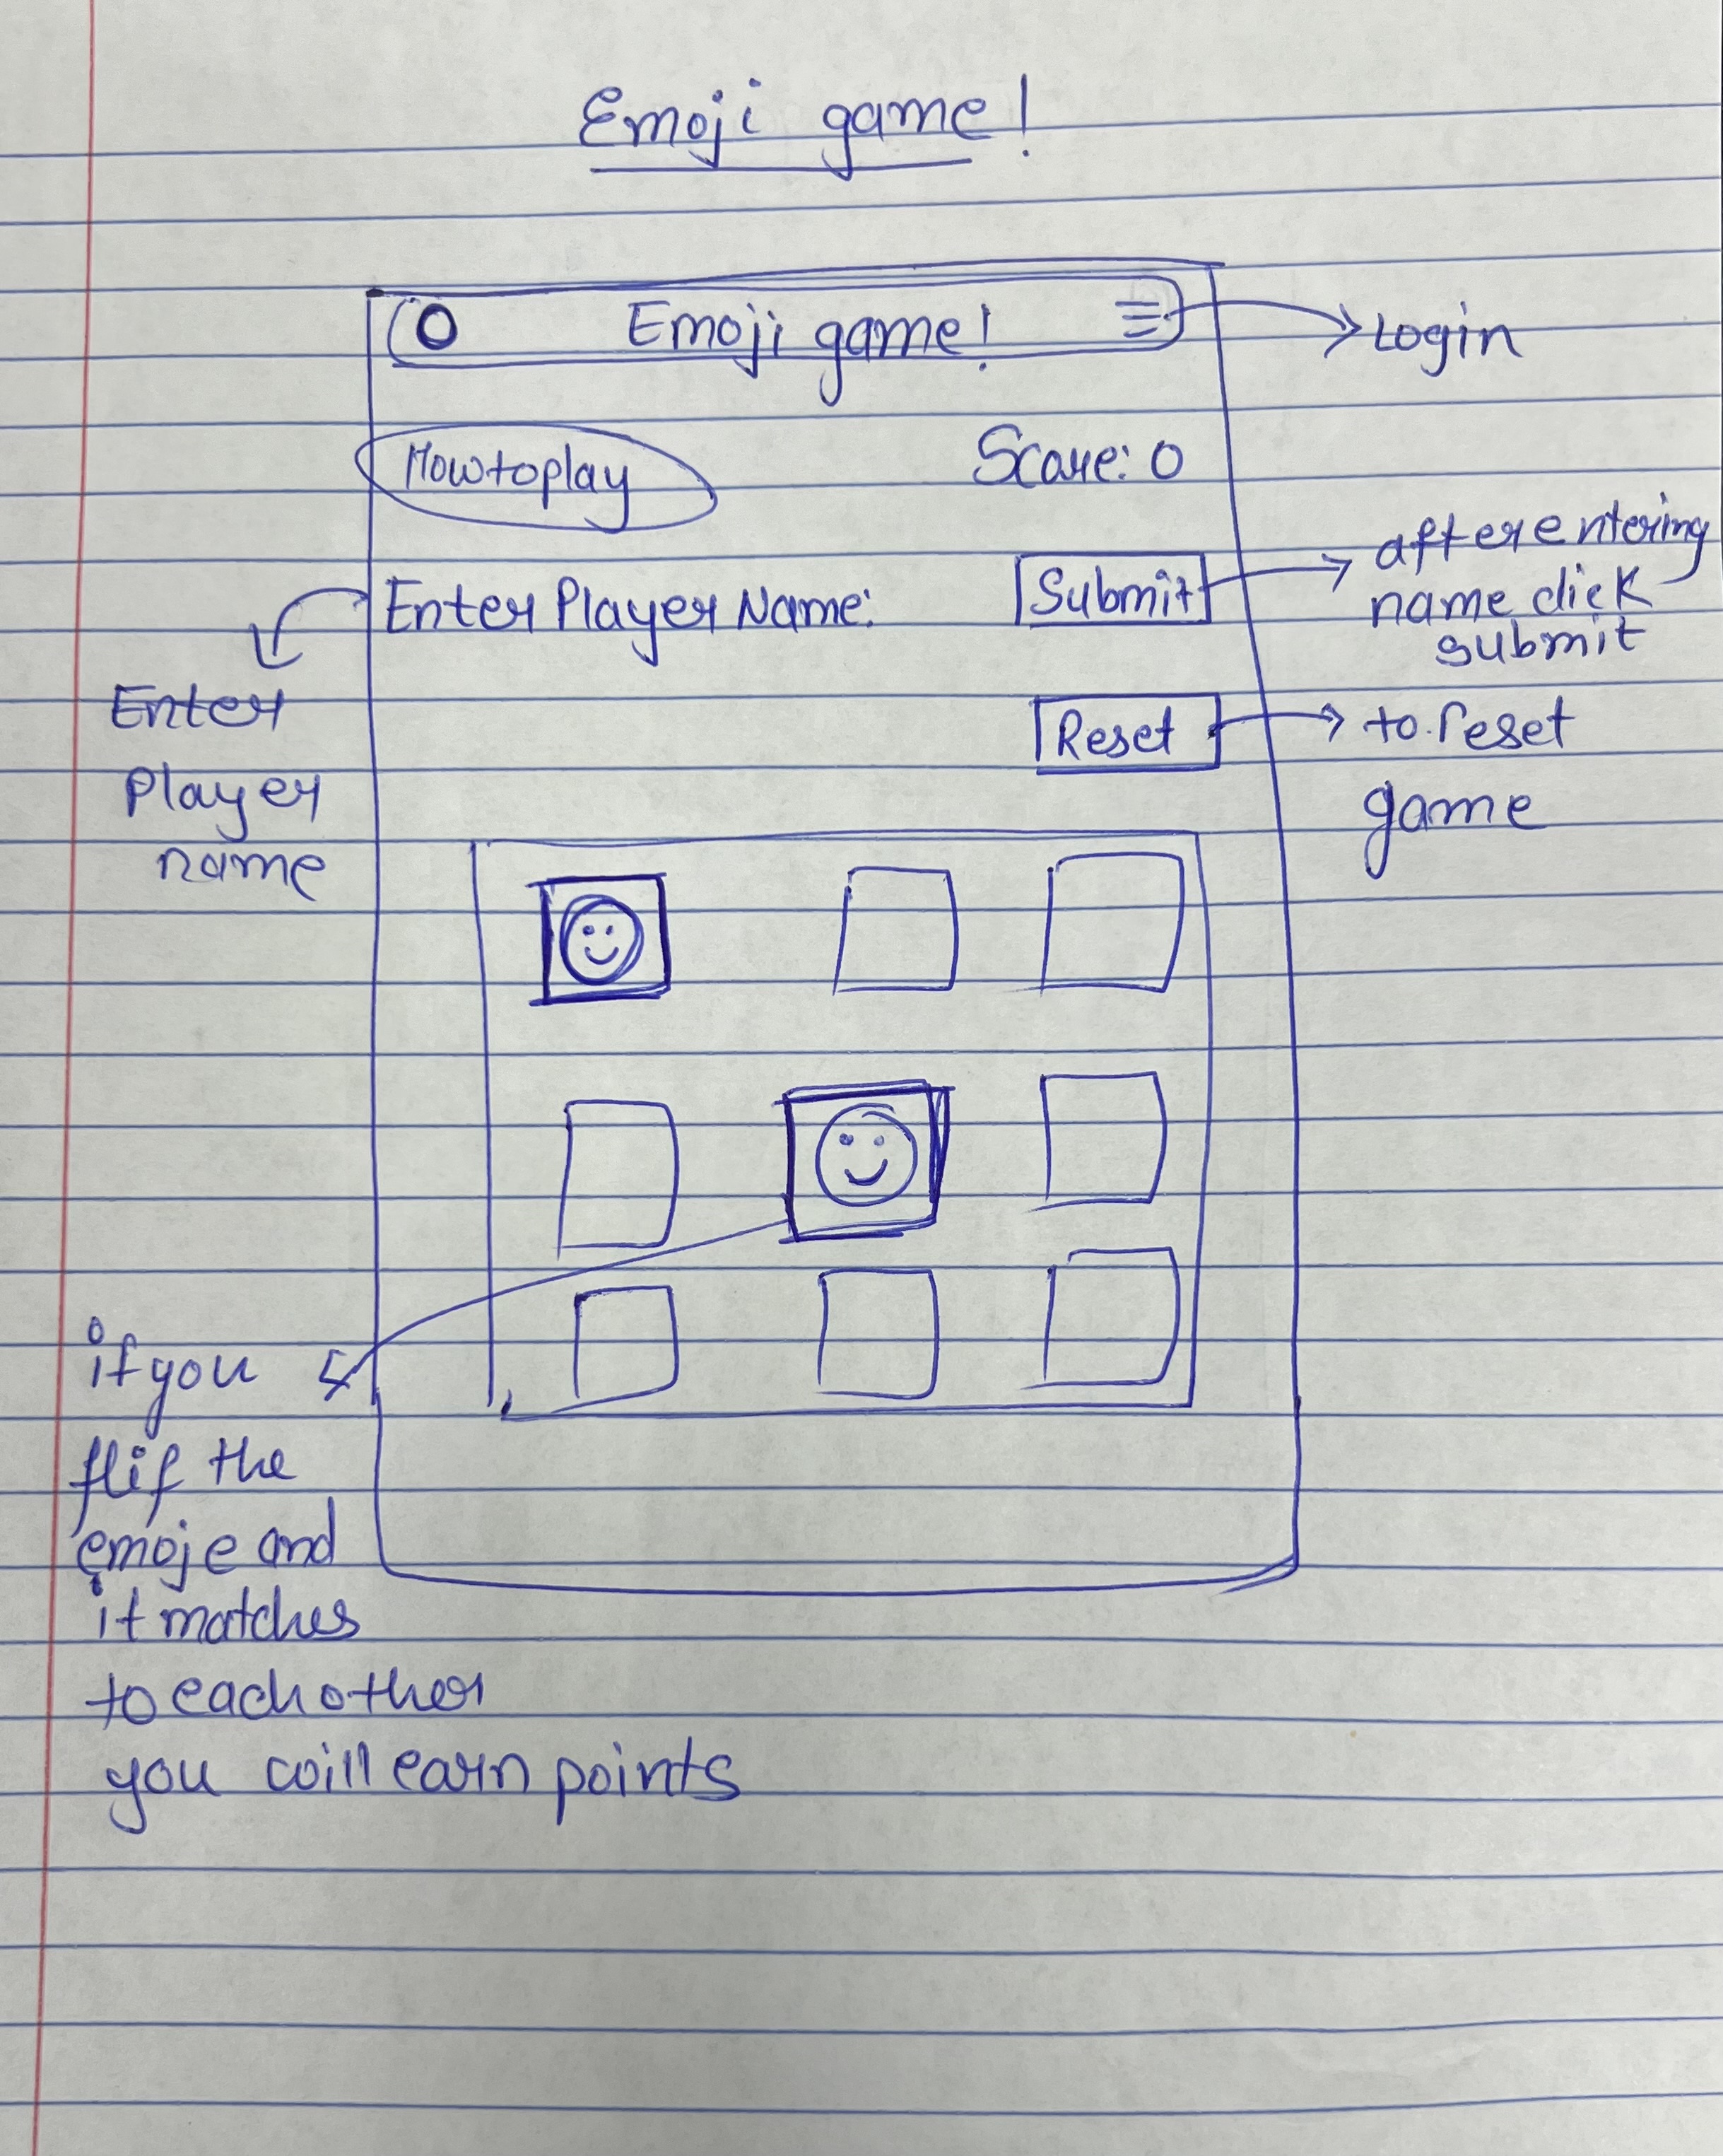 Emoji game!
O Emoji game!
Login
Howtoplay
Score: 0
Enter Player Name:
Submit
after entering
name click
submit
Enter
Player
name
Reset
to reset
game
if you
flif the
emoje and
it matches
to each other
you will earn points